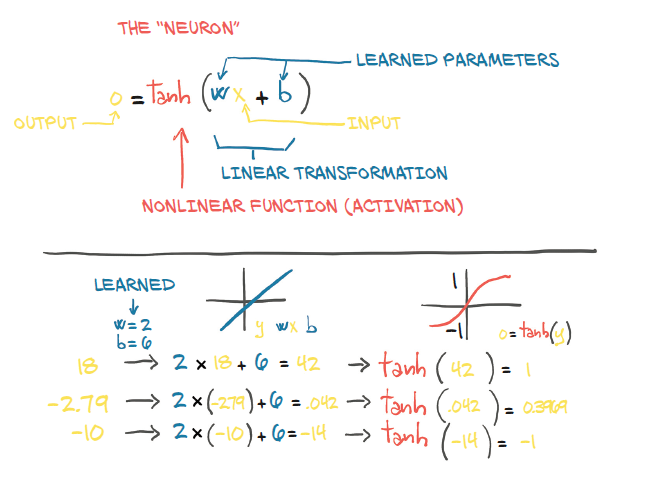 THE "NEURON"
LEARNED PARAMETERS
o = tanh (wx + b)
OUTPUT
INPUT
LINEAR TRANSFORMATION
NONLINEAR FUNCTION (ACTIVATION)
LEARNED
w = 2
b = 6
y wx b
1
-1
o=tanh(y)
18 → 2 × 18 + 6 = 42 → tanh (42) = 1
-2.79 → 2 × (-279) + 6 = .042 → tanh (.042) = 0.3969
-10 → 2 × (-10) + 6 = -14 → tanh (-14) = -1